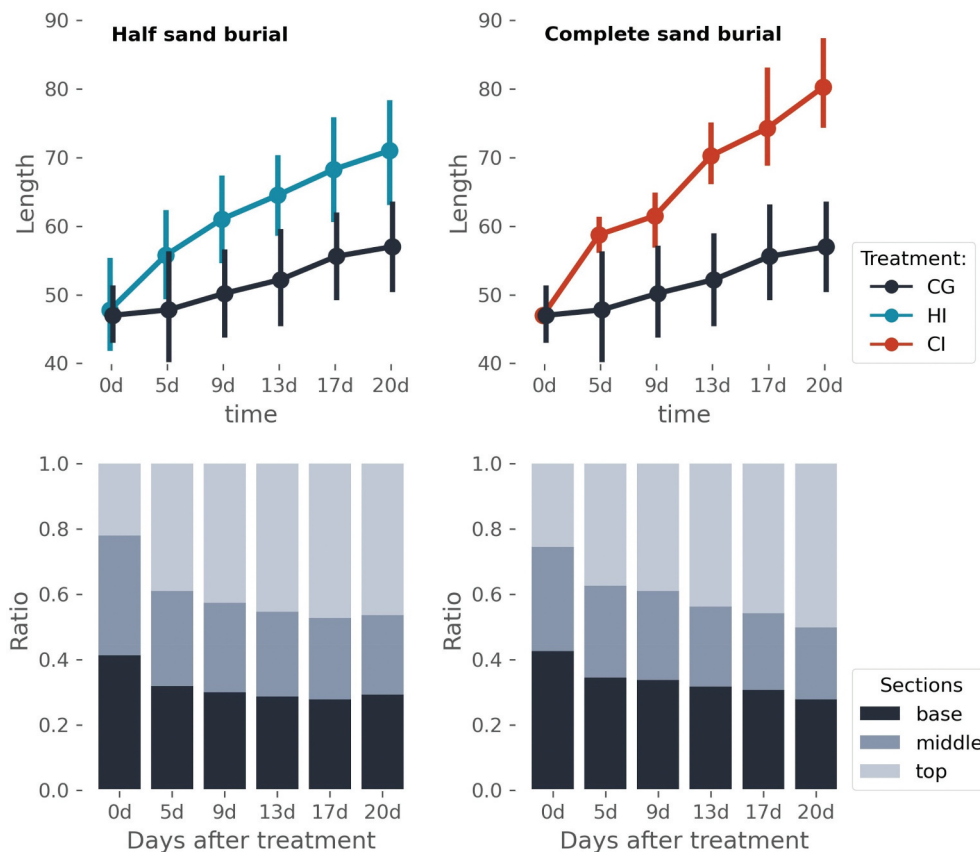 Half sand burial
90
80
70
60
50
40
Length
0d 5d 9d 13d 17d 20d
time
Complete sand burial
90
80
70
60
50
40
Length
0d 5d 9d 13d 17d 20d
time
Treatment:
CG
HI
CI
1.0
0.8
0.6
0.4
0.2
0.0
Ratio
0d 5d 9d 13d 17d 20d
Days after treatment
1.0
0.8
0.6
0.4
0.2
0.0
Ratio
0d 5d 9d 13d 17d 20d
Days after treatment
Sections
base
middle
top